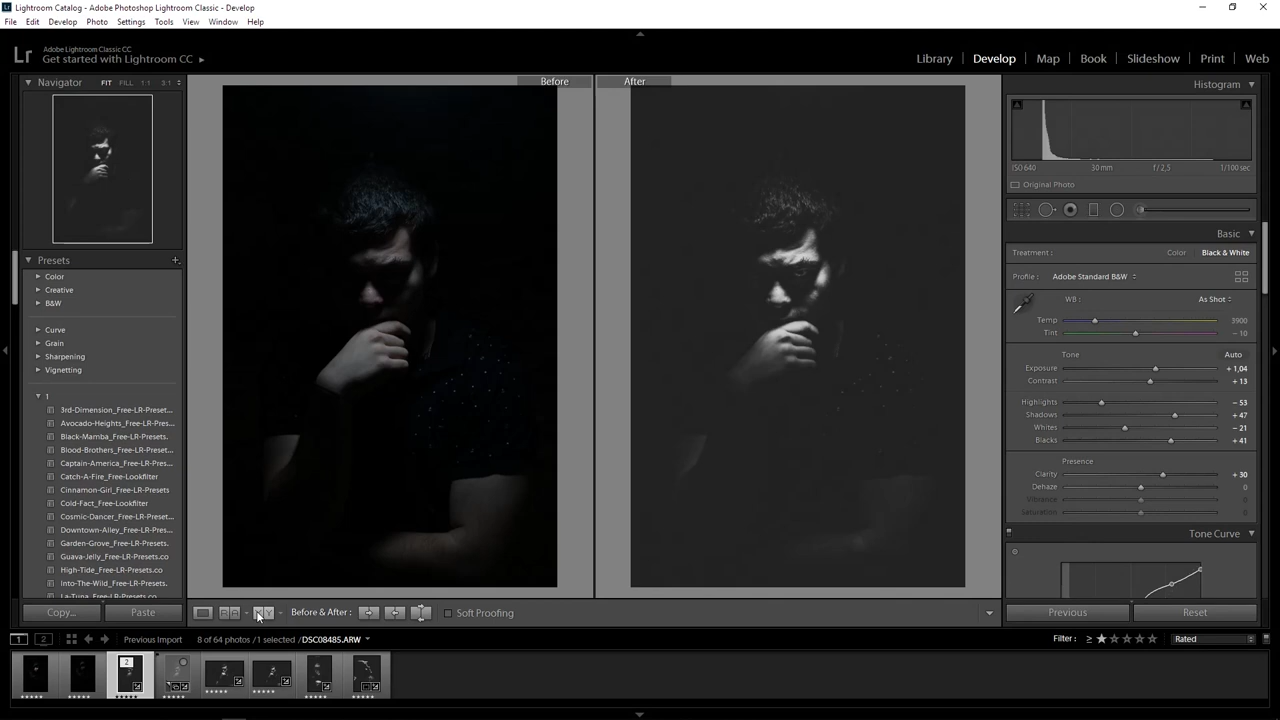 Lightroom Catalog - Adobe Photoshop Lightroom Classic - Develop
File Edit Develop Photo Settings Tools View Window Help
Lr Adobe Lightroom Classic CC
Get started with Lightroom CC
Library Develop Map Book Slideshow Print Web
Navigator FIT FILL 1:1 3:1
Before After
Histogram
ISO 640 30 mm f / 2,5 1/100 sec
Original Photo
Basic
Treatment : Color Black & White
Profile : Adobe Standard B&W
WB : As Shot
Temp 3900
Tint – 10
Tone Auto
Exposure + 1,04
Contrast + 13
Highlights – 53
Shadows + 47
Whites – 21
Blacks + 41
Presence
Clarity + 30
Dehaze 0
Vibrance 0
Saturation 0
Tone Curve
Presets
Color
Creative
B&W
Curve
Grain
Sharpening
Vignetting
1
3rd-Dimension_Free-LR-Preset...
Avocado-Heights_Free-LR-Pres...
Black-Mamba_Free-LR-Presets.
Blood-Brothers_Free-LR-Preset...
Captain-America_Free-LR-Pres...
Catch-A-Fire_Free-Lookfilter
Cinnamon-Girl_Free-LR-Presets
Cold-Fact_Free-Lookfilter
Cosmic-Dancer_Free-LR-Preset...
Downtown-Alley_Free-LR-Pres...
Garden-Grove_Free-LR-Presets...
Guava-Jelly_Free-LR-Presets.co
High-Tide_Free-LR-Presets.co
Into-The-Wild_Free-LR-Presets.
Copy... Paste
Before & After :
Soft Proofing
Previous Reset
1 2 Previous Import 8 of 64 photos / 1 selected / DSC08485.ARW
Filter : ≥ Rated
2